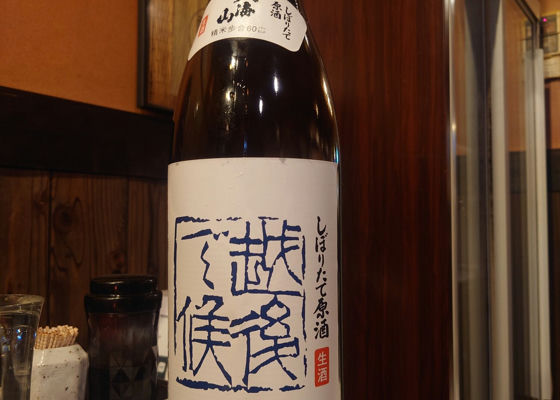 しぼりたて
原酒
山海
精米歩合60%
越後
で候
しぼりたて原酒
生酒